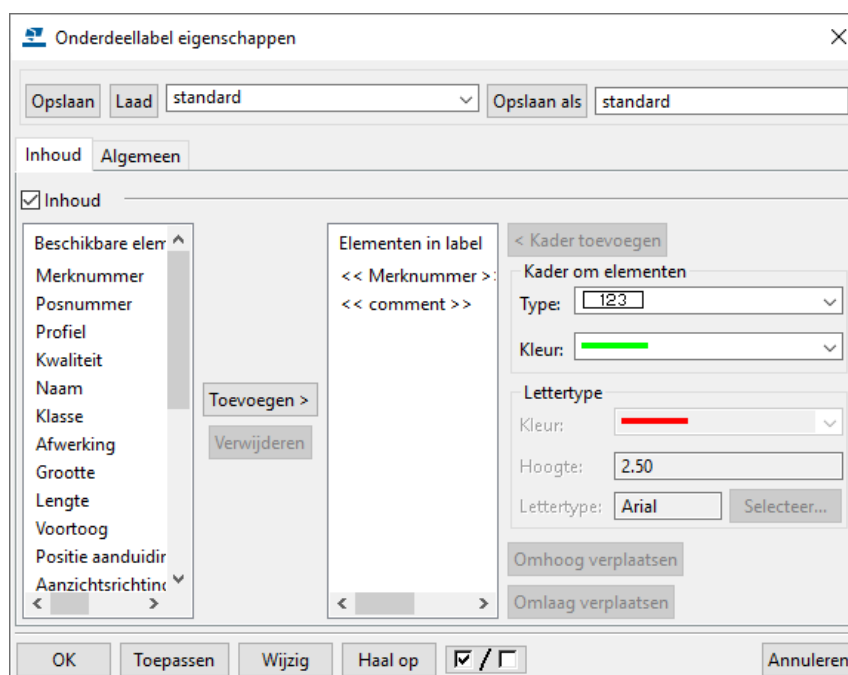 Onderdeellabel eigenschappen
Opslaan Laad standard Opslaan als standard
Inhoud Algemeen
Inhoud
Beschikbare elem
Merknummer
Posnummer
Profiel
Kwaliteit
Naam
Klasse
Afwerking
Grootte
Lengte
Voortoog
Positie aanduidin
Aanzichtsrichting
Toevoegen >
Verwijderen
Elementen in label
<< Merknummer >>
<< comment >>
< Kader toevoegen
Kader om elementen
Type: 123
Kleur:
Lettertype
Kleur:
Hoogte: 2.50
Lettertype: Arial Selecteer...
Omhoog verplaatsen
Omlaag verplaatsen
OK Toepassen Wijzig Haal op / Annuleren